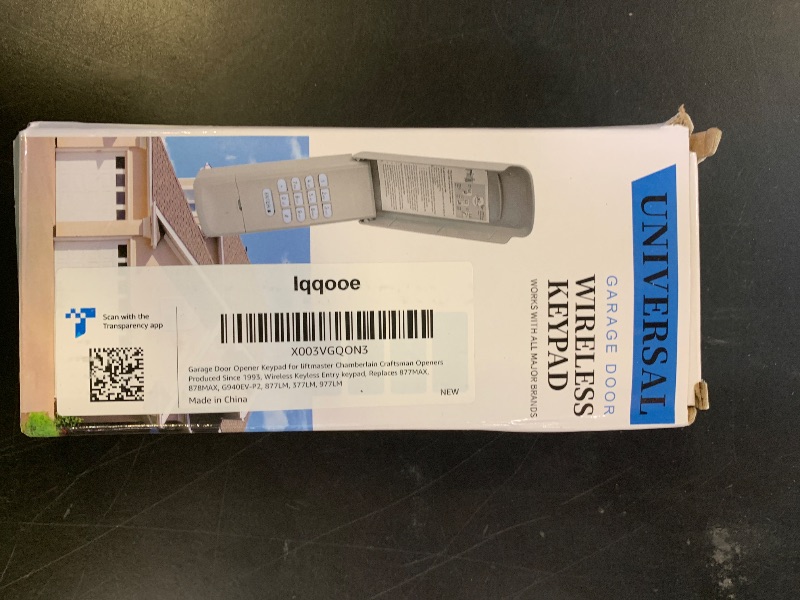 UNIVERSAL
GARAGE DOOR
WIRELESS
KEYPAD
WORKS WITH ALL MAJOR BRANDS
Iqqooe
Scan with the
Transparency app
X003VGQON3
Garage Door Opener Keypad for liftmaster Chamberlain Craftsman Openers
Produced Since 1993, Wireless Keyless Entry keypad, Replaces 877MAX,
878MAX, G940EV-P2, 877LM, 377LM, 977LM
NEW
Made in China